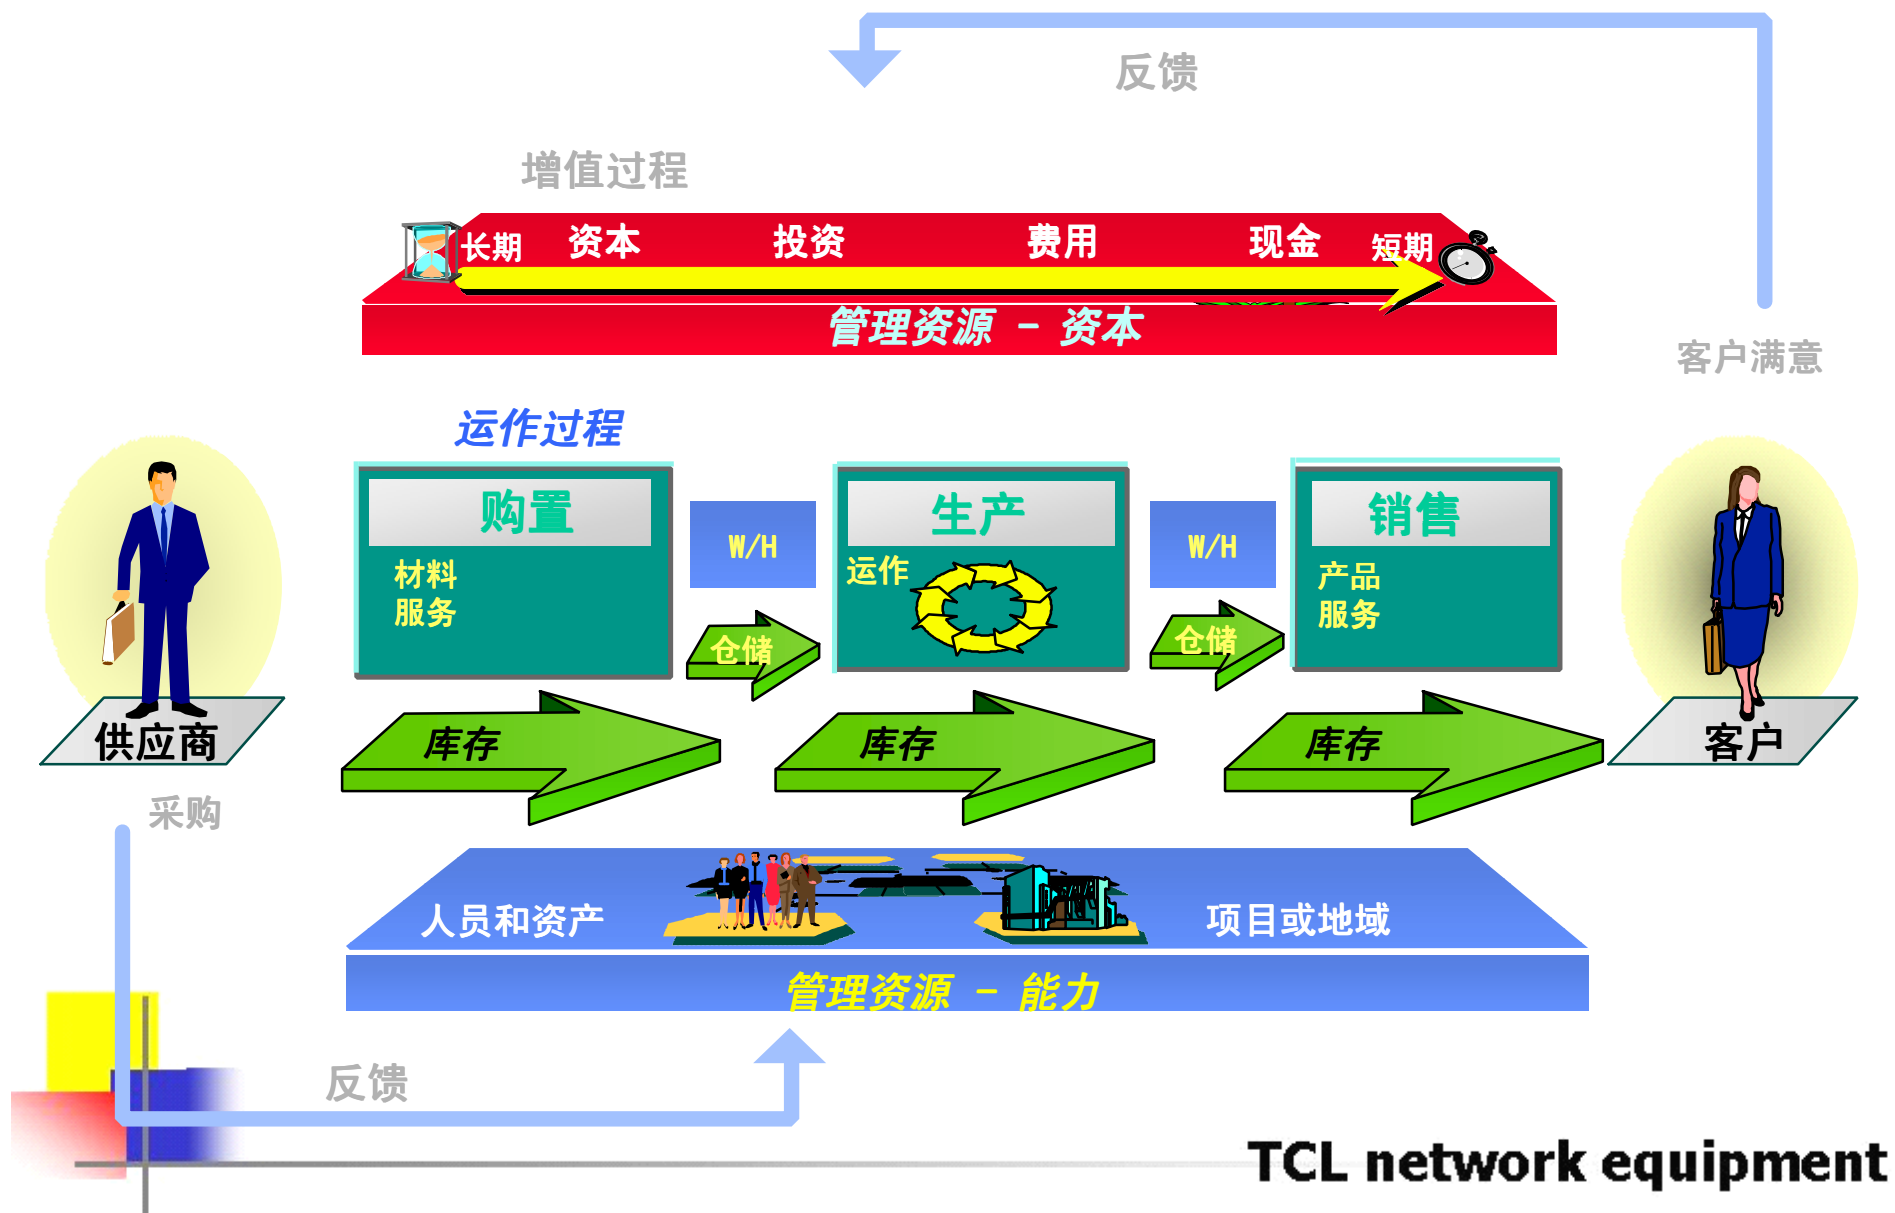 反馈
增值过程
长期 资本 投资 费用 现金 短期
管理资源 - 资本
客户满意
运作过程
购置
材料
服务
W/H
仓储
生产
运作
W/H
仓储
销售
产品
服务
供应商
库存
库存
库存
客户
采购
人员和资产
项目或地域
管理资源 - 能力
反馈
TCL network equipment